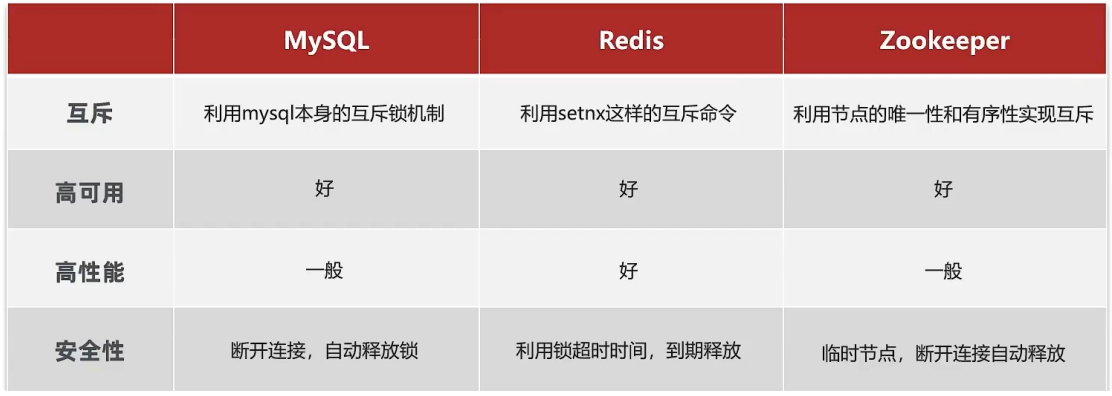 MySQL Redis Zookeeper
互斥 利用mysql本身的互斥锁机制 利用setnx这样的互斥命令 利用节点的唯一性和有序性实现互斥
高可用 好 好 好
高性能 一般 好 一般
安全性 断开连接，自动释放锁 利用锁超时时间，到期释放 临时节点，断开连接自动释放